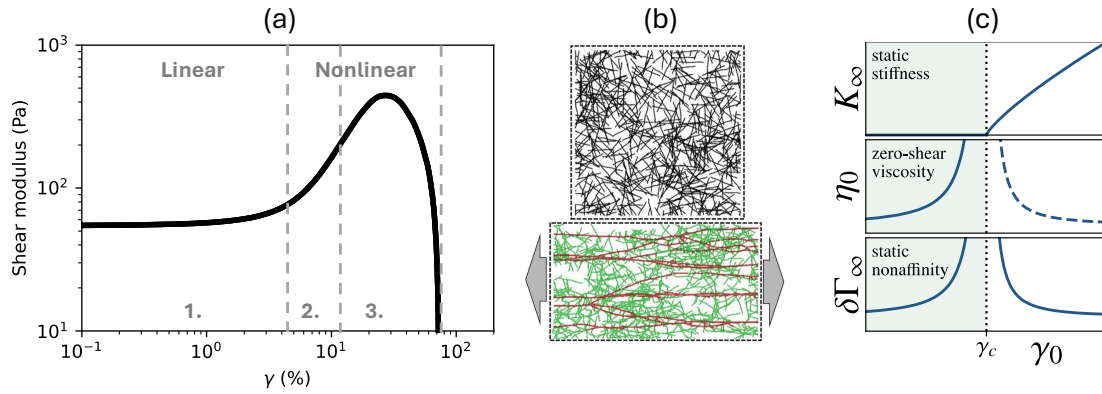 (a)
(b)
(c)
Shear modulus (Pa)
10³
10²
10¹
Linear
Nonlinear
1.
2.
3.
10⁻¹
10⁰
10¹
10²
γ (%)
K∞
static
stiffness
η₀
zero-shear
viscosity
δΓ∞
static
nonaffinity
γc
γ₀